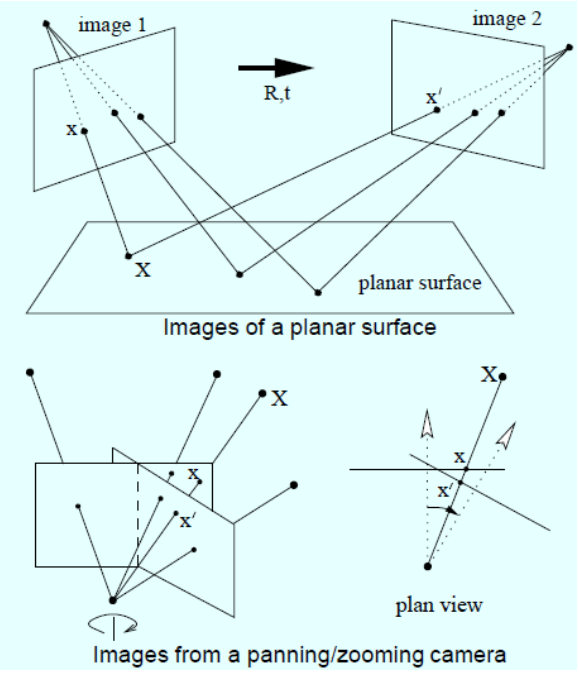 image 1
image 2
R,t
x
x′
X
planar surface
Images of a planar surface
X
x
x′
X
x
x′
plan view
Images from a panning/zooming camera